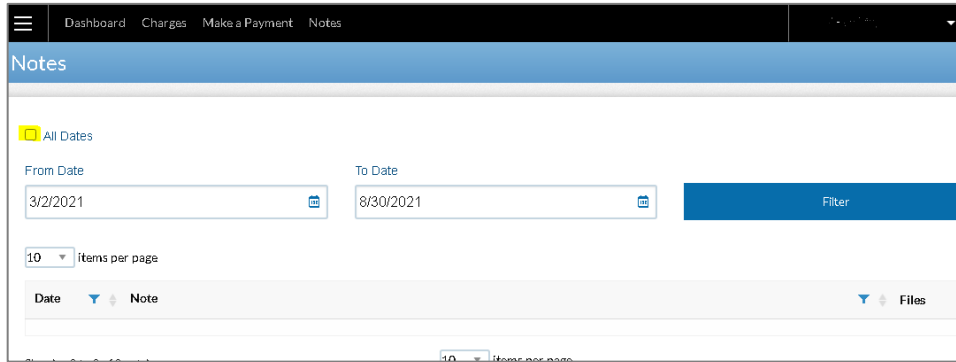 Dashboard Charges Make a Payment Notes
Notes
All Dates
From Date To Date
3/2/2021 8/30/2021 Filter
10 items per page
Date Note Files
10 items per page